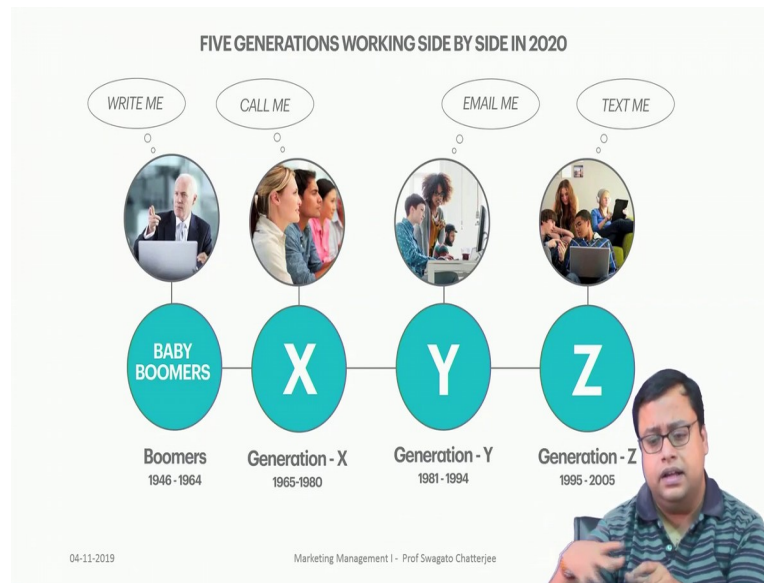 FIVE GENERATIONS WORKING SIDE BY SIDE IN 2020
WRITE ME
CALL ME
EMAIL ME
TEXT ME
BABY
BOOMERS
X
Y
Z
Boomers
1946 - 1964
Generation - X
1965-1980
Generation - Y
1981 - 1994
Generation - Z
1995 - 2005
04-11-2019
Marketing Management I - Prof Swagato Chatterjee